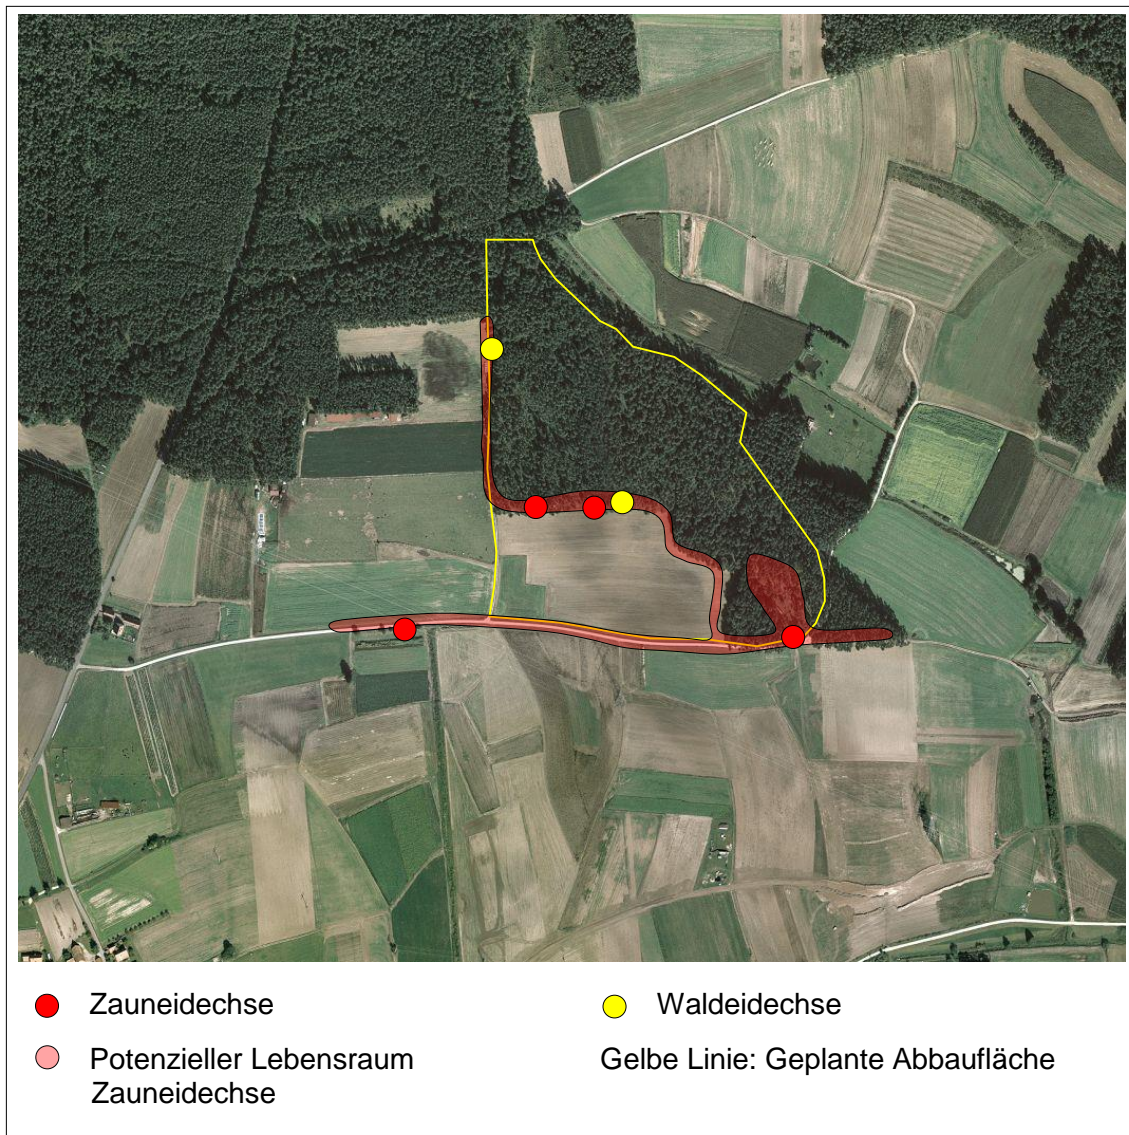 Zauneidechse
Waldeidechse
Potenzieller Lebensraum
Zauneidechse
Gelbe Linie: Geplante Abbaufläche